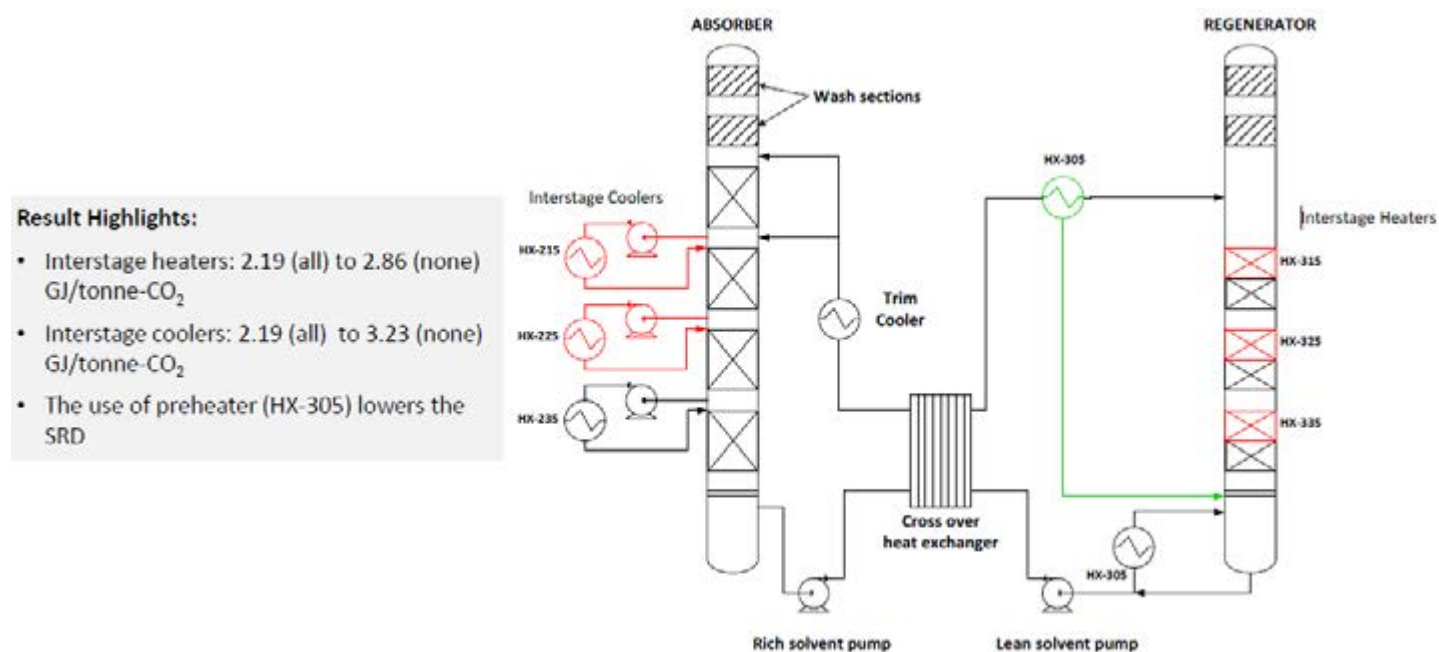 ABSORBER
REGENERATOR
Wash sections
HX-305
Interstage Coolers
Interstage Heaters
Result Highlights:
• Interstage heaters: 2.19 (all) to 2.86 (none)
GJ/tonne-CO₂
• Interstage coolers: 2.19 (all) to 3.23 (none)
GJ/tonne-CO₂
• The use of preheater (HX-305) lowers the
SRD
HX-215
HX-225
HX-235
Trim
Cooler
HX-315
HX-325
HX-335
Cross over
heat exchanger
HX-305
Rich solvent pump
Lean solvent pump